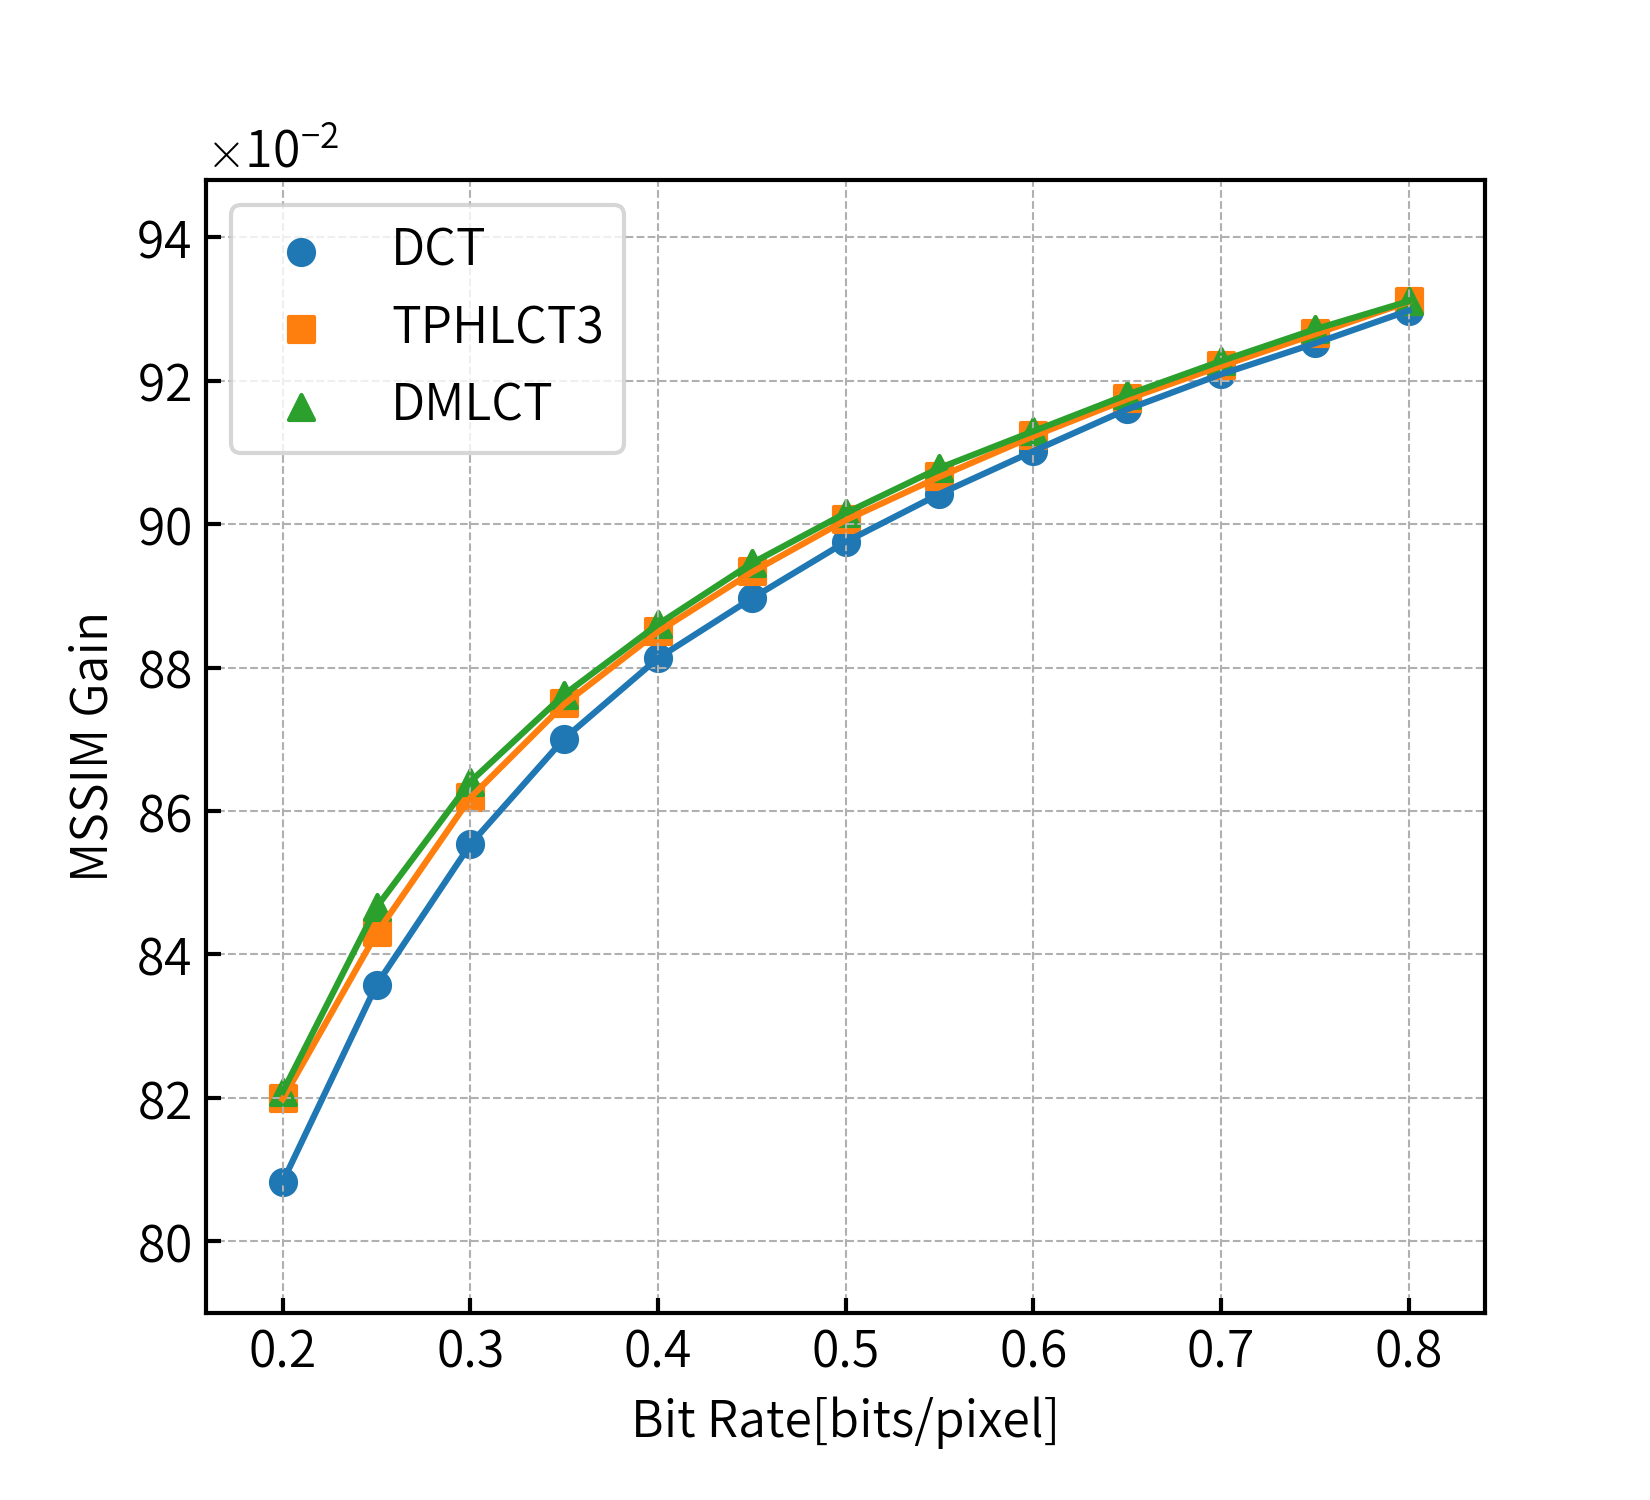 ×10⁻²
94
92
90
88
86
84
82
80
MSSIM Gain
DCT
TPHLCT3
DMLCT
0.2 0.3 0.4 0.5 0.6 0.7 0.8
Bit Rate[bits/pixel]